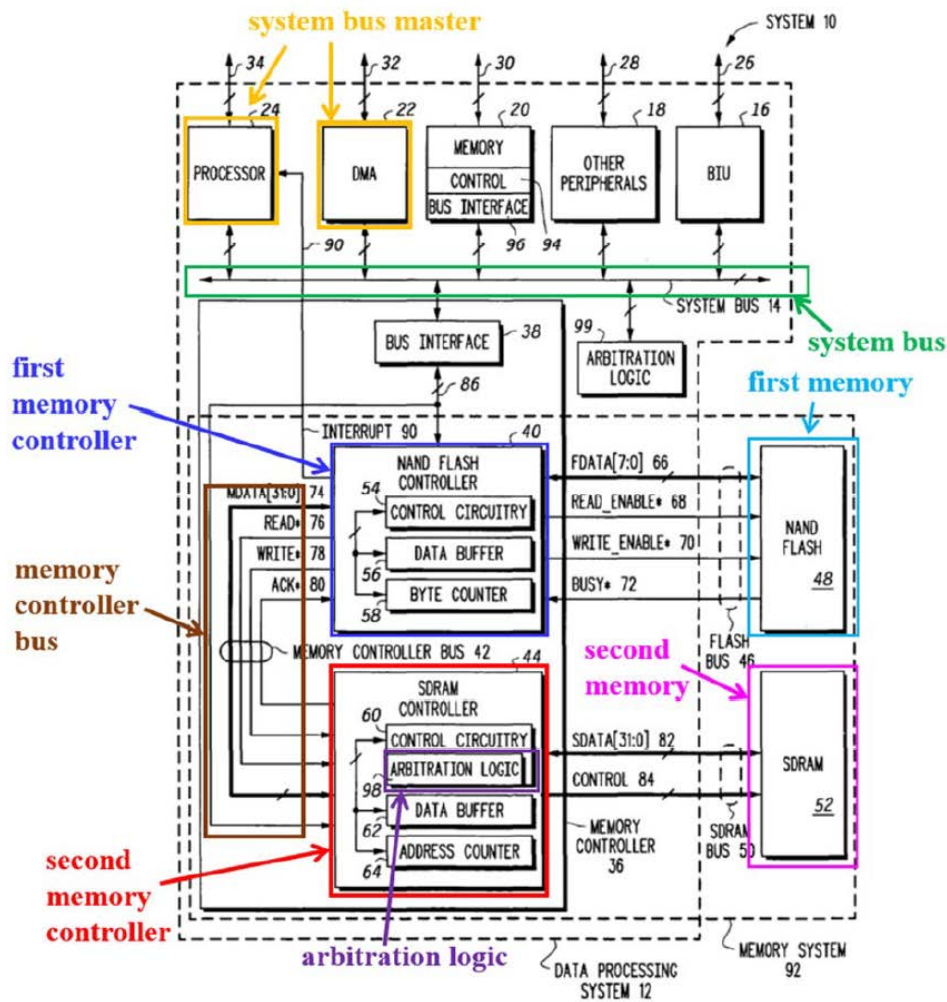 system bus master
SYSTEM 10
34
32
30
28
26
24
22
20
18
16
PROCESSOR
DMA
MEMORY
CONTROL
BUS INTERFACE
OTHER
PERIPHERALS
BIU
90
96
94
SYSTEM BUS 14
BUS INTERFACE
38
99
ARBITRATION
LOGIC
system bus
86
first
memory
controller
first memory
INTERRUPT 90
40
NAND FLASH
CONTROLLER
54
CONTROL CIRCUITRY
DATA BUFFER
56
BYTE COUNTER
58
MDATA[31:0] 74
READ* 76
WRITE* 78
ACK* 80
FDATA[7:0] 66
READ_ENABLE* 68
WRITE_ENABLE* 70
BUSY* 72
NAND
FLASH
48
memory
controller
bus
FLASH
BUS 46
MEMORY CONTROLLER BUS 42
44
second
memory
SDRAM
CONTROLLER
60
CONTROL CIRCUITRY
ARBITRATION LOGIC
98
DATA BUFFER
62
ADDRESS COUNTER
64
SDATA[31:0] 82
CONTROL 84
SDRAM
52
SDRAM
BUS 50
MEMORY
CONTROLLER
36
second
memory
controller
arbitration logic
DATA PROCESSING
SYSTEM 12
MEMORY SYSTEM
92